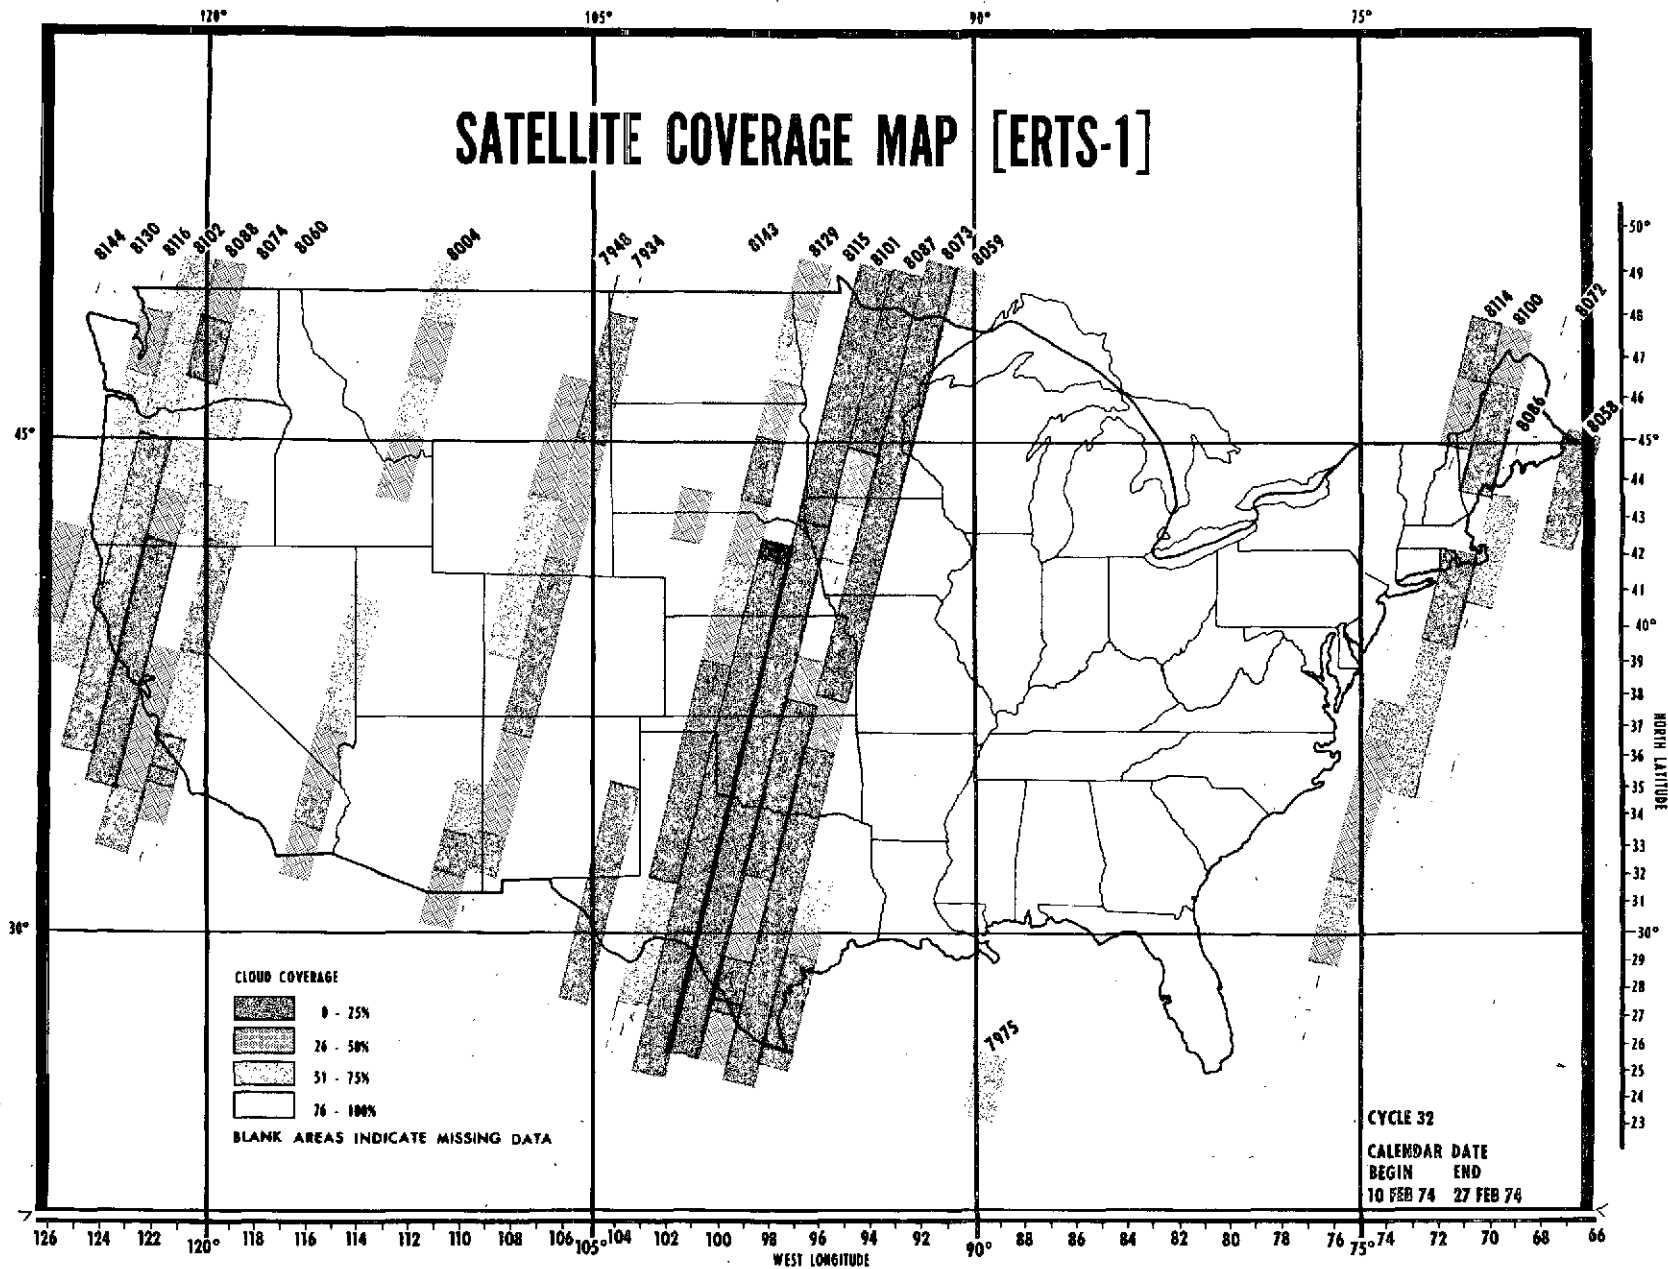 120° 105° 90° 75°
SATELLITE COVERAGE MAP [ERTS-1]
8144 8130 8116 8102 8088 8074 8060 8004 7948 7934 8143 8129 8115 8101 8087 8073 8059
8114 8100 8072
8086 8058
50°
49
48
47
46
45°
44
43
42
41
40°
39
38
37
36
35
34
33
32
31
30°
29
28
27
26
25
24
23
NORTH LATITUDE
45°
30°
CLOUD COVERAGE
0 - 25%
26 - 50%
51 - 75%
76 - 100%
BLANK AREAS INDICATE MISSING DATA
7975
CYCLE 32
CALENDAR DATE
BEGIN END
10 FEB 74 27 FEB 74
126 124 122 120° 118 116 114 112 110 108 106 105° 104 102 100 98 96 94 92 90° 88 86 84 82 80 78 76 75° 74 72 70 68 66
WEST LONGITUDE